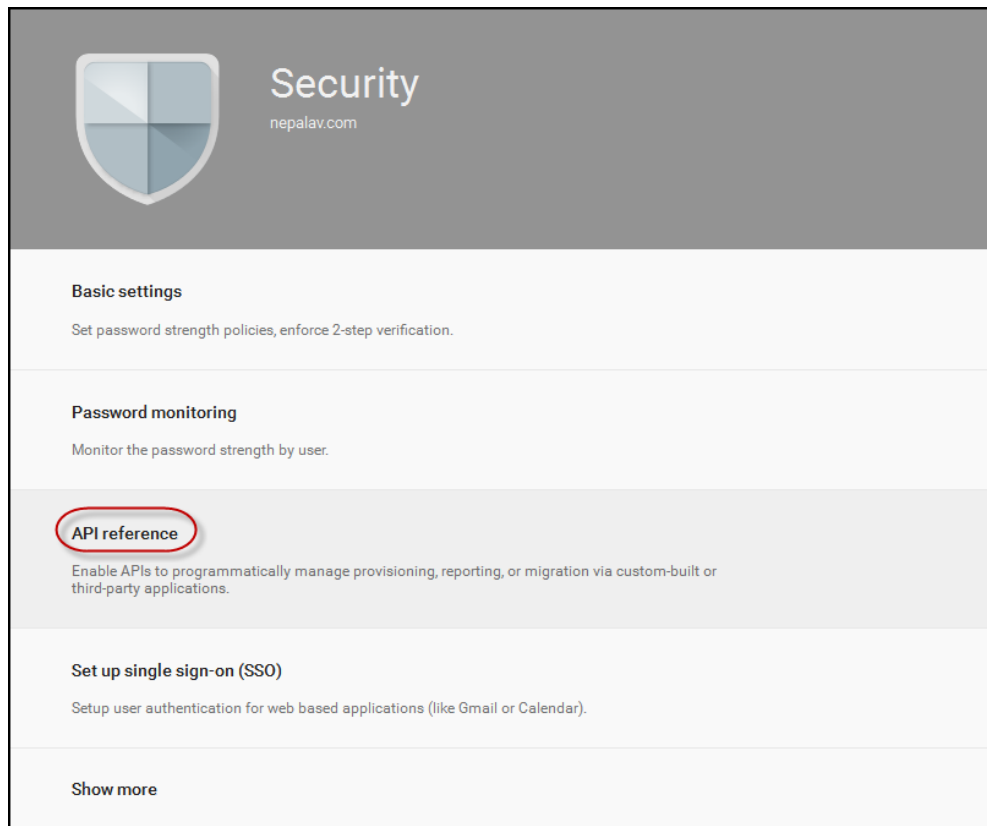 Security
nepalav.com
Basic settings
Set password strength policies, enforce 2-step verification.
Password monitoring
Monitor the password strength by user.
API reference
Enable APIs to programmatically manage provisioning, reporting, or migration via custom-built or
third-party applications.
Set up single sign-on (SSO)
Setup user authentication for web based applications (like Gmail or Calendar).
Show more